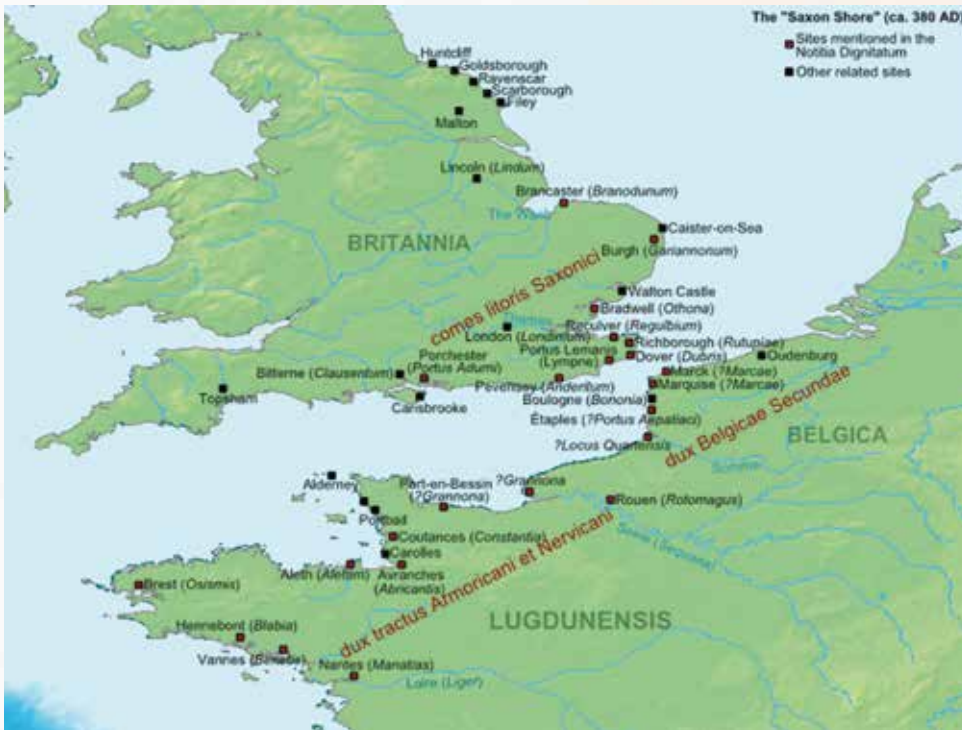 The "Saxon Shore" (ca. 380 AD)
Sites mentioned in the
Notitia Dignitatum
Other related sites
Huntcliff
Goldsborough
Ravenscar
Scarborough
Filey
Malton
Lincoln (Lindum)
Brancaster (Branodunum)
The Wash
BRITANNIA
Caister-on-Sea
Burgh (Gariannonum)
comes litoris Saxonici
Walton Castle
Bradwell (Othona)
Reculver (Regulbium)
London (Londinium)
Richborough (Rutupiae)
Portus Lemanis
(Lympne)
Dover (Dubris)
Oudenburg
Porchester
(Portus Adurni)
Bitterne (Clausentum)
Pevensey (Anderitum)
Marck (?Marcae)
Marquise (?Marcae)
Topsham
Carisbrooke
Boulogne (Bononia)
Étaples (?Portus Aepatiaci)
dux Belgicae Secundae
BELGICA
?Locus Quartensis
Somme
Alderney
Port-en-Bessin
(?Grannona)
?Grannona
Rouen (Rotomagus)
Portbail
Coutances (Constantia)
Seine (Sequana)
Carolles
Aleth (Aletum)
Avranches
(Abricantis)
dux tractus Armoricani et Nervicani
Brest (Osismis)
LUGDUNENSIS
Hennebont (Blabia)
Vannes (Benetis)
Nantes (Manatias)
Loire (Liger)